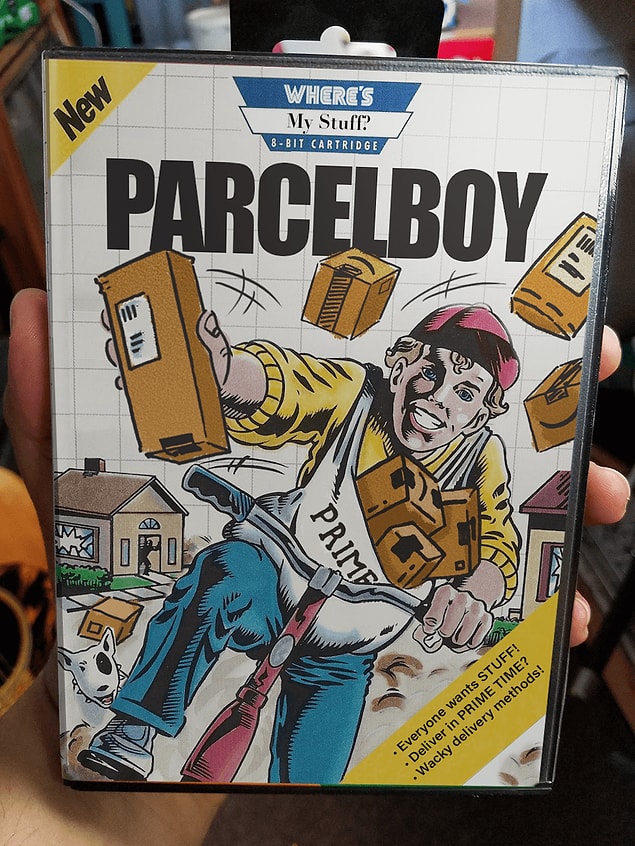 New
WHERE'S
My Stuff?
8-BIT CARTRIDGE
PARCELBOY
PRIME
· Everyone wants STUFF!
· Deliver in PRIME TIME?
· Wacky delivery methods!